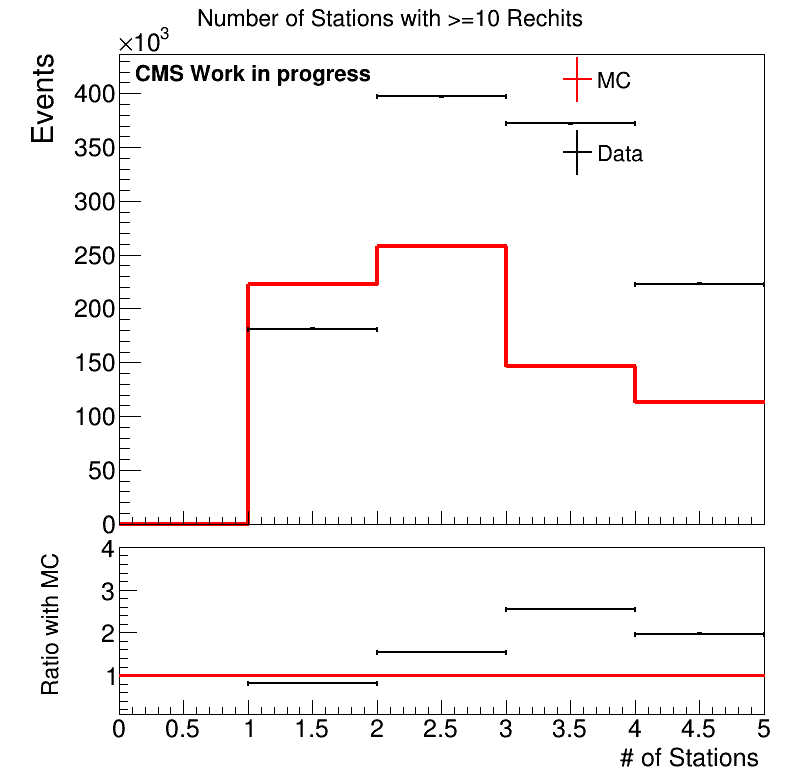 Number of Stations with >=10 Rechits
×10³
CMS Work in progress
Events
MC
Data
400
350
300
250
200
150
100
50
0
Ratio with MC
4
3
2
1
0 0.5 1 1.5 2 2.5 3 3.5 4 4.5 5
# of Stations